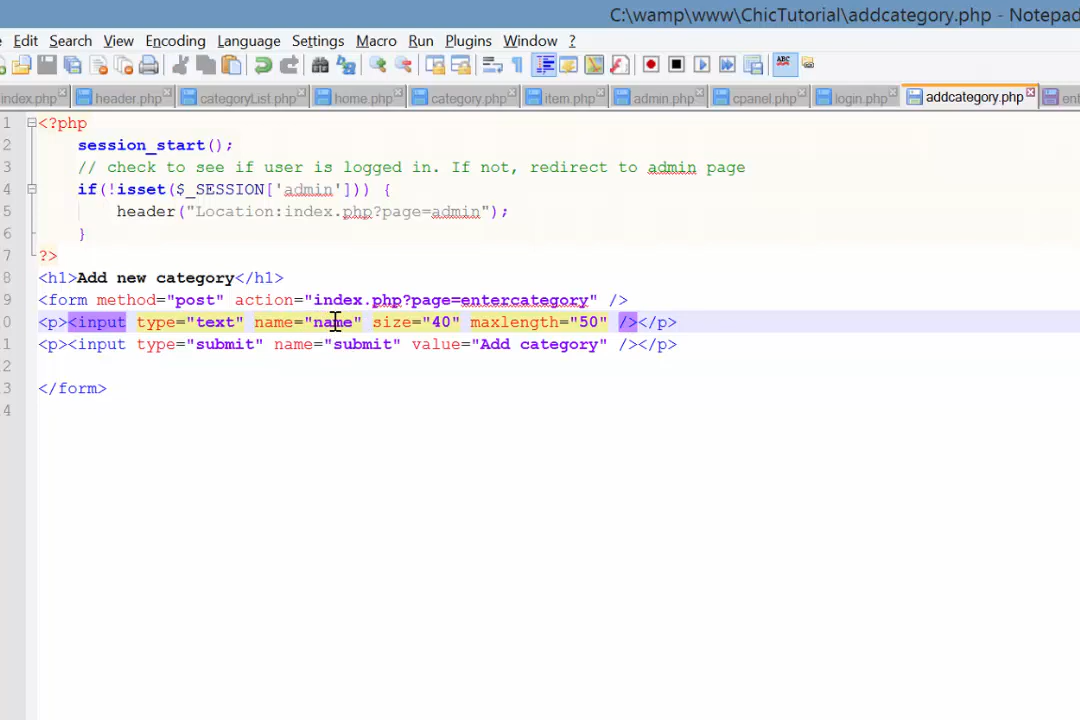 C:\wamp\www\ChicTutorial\addcategory.php - Notepad
Edit Search View Encoding Language Settings Macro Run Plugins Window ?
index.php header.php categoryList.php home.php category.php item.php admin.php cpanel.php login.php addcategory.php ent
1 <?php
2 session_start();
3 // check to see if user is logged in. If not, redirect to admin page
4 if(!isset($_SESSION['admin'])) {
5 header("Location:index.php?page=admin");
6 }
7 ?>
8 <h1>Add new category</h1>
9 <form method="post" action="index.php?page=entercategory" />
0 <p><input type="text" name="name" size="40" maxlength="50" /></p>
1 <p><input type="submit" name="submit" value="Add category" /></p>
2
3 </form>
4